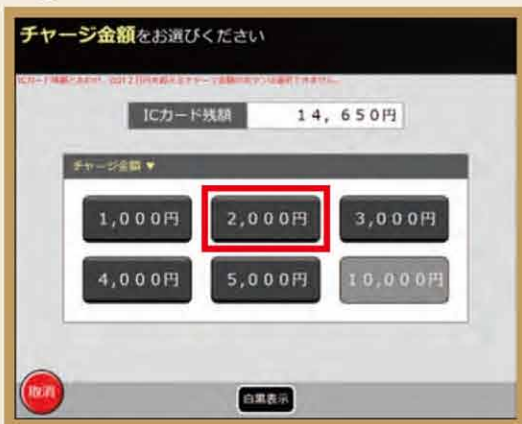 チャージ金額をお選びください
ICカード残額 14,650円
チャージ金額 ▼
1,000円 2,000円 3,000円
4,000円 5,000円 10,000円
取消
白黒表示